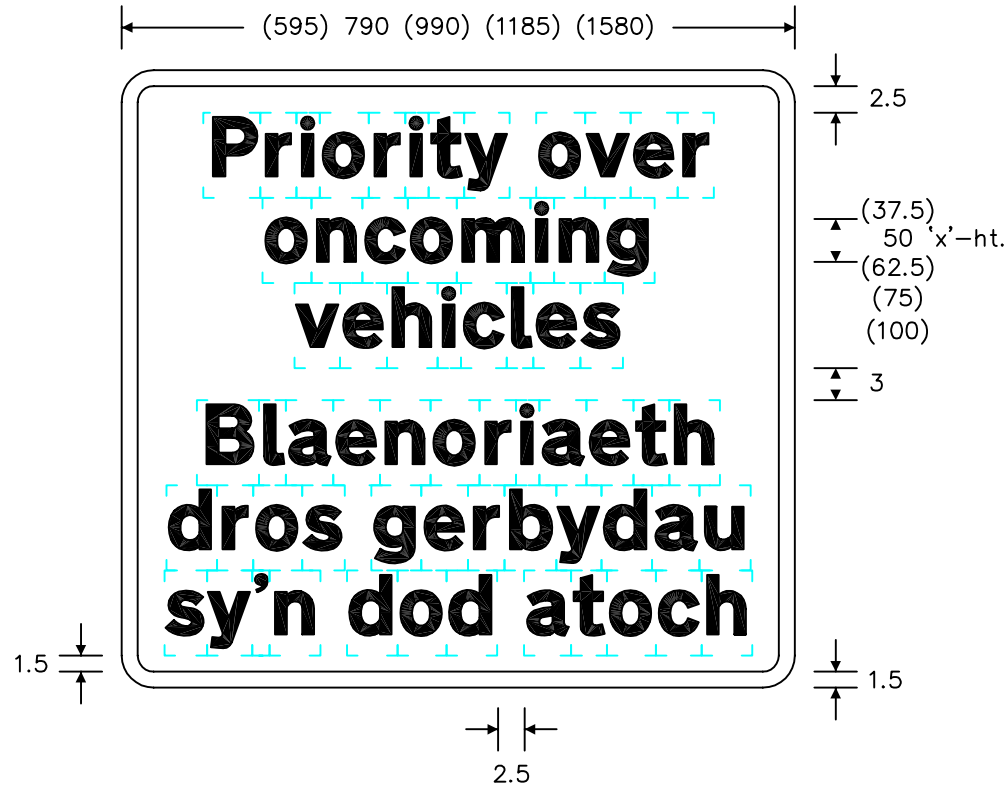 (595) 790 (990) (1185) (1580)
2.5
Priority over
oncoming
(37.5)
50 'x'-ht.
(62.5)
(75)
(100)
vehicles
3
Blaenoriaeth
dros gerbydau
sy'n dod atoch
1.5
1.5
2.5